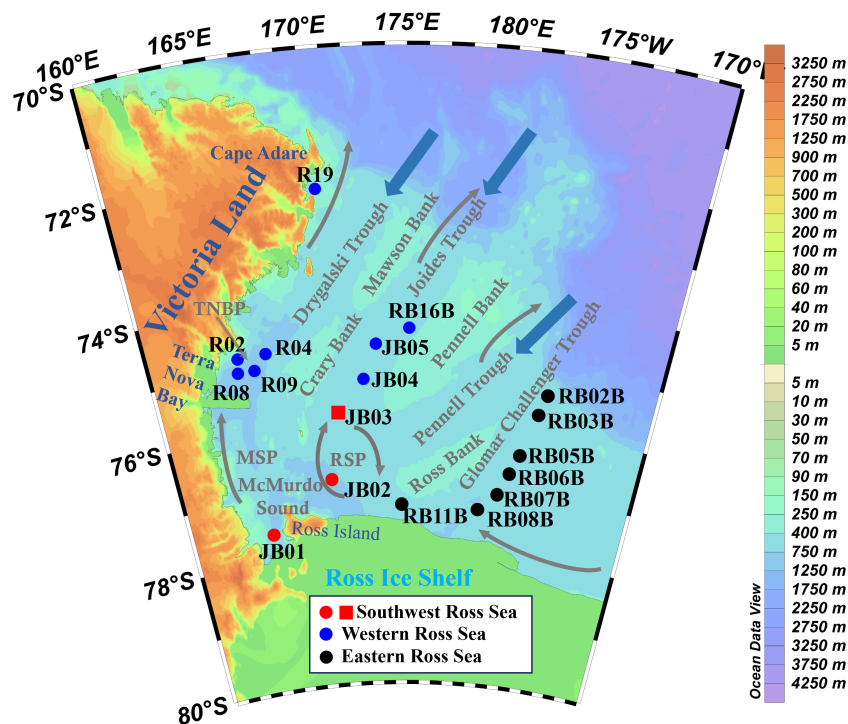 160°E
165°E
170°E
175°E
180°E
175°W
170°W
70°S
72°S
74°S
76°S
78°S
80°S
Cape Adare
R19
Victoria Land
Drygalski Trough
Mawson Bank
Joides Trough
TNBP
RB16B
Pennell Bank
R02
R04
JB05
Terra
Nova
Bay
R08
R09
Crary Bank
JB04
Pennell Trough
Glomar Challenger Trough
RB02B
RB03B
JB03
MSP
RSP
Ross Bank
RB05B
RB06B
RB07B
RB08B
McMurdo
Sound
JB02
RB11B
Ross Island
JB01
Ross Ice Shelf
Southwest Ross Sea
Western Ross Sea
Eastern Ross Sea
3250 m
2750 m
2250 m
1750 m
1250 m
900 m
700 m
500 m
300 m
200 m
100 m
80 m
60 m
40 m
20 m
5 m
5 m
10 m
30 m
50 m
70 m
90 m
150 m
250 m
400 m
750 m
1250 m
1750 m
2250 m
2750 m
3250 m
3750 m
4250 m
Ocean Data View